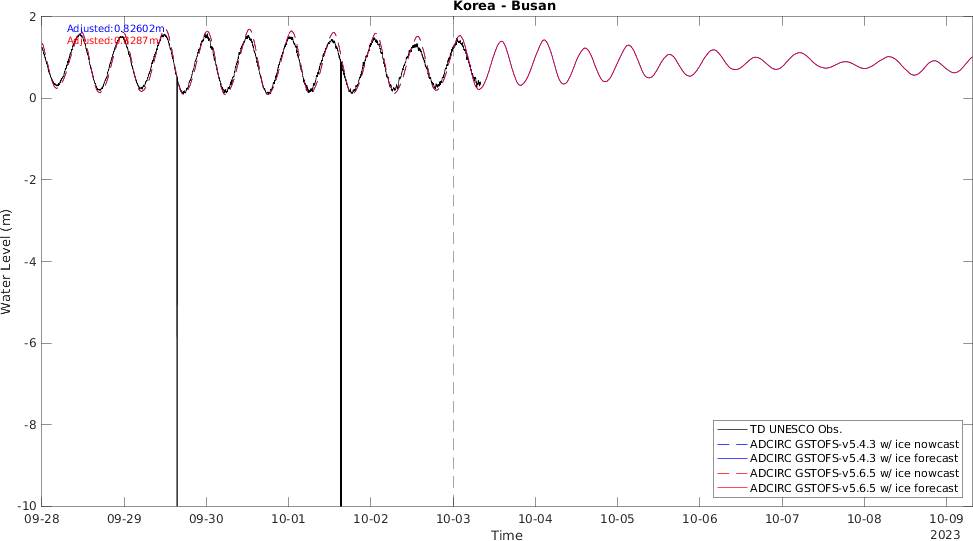 Korea - Busan
Adjusted:0.82602m
Adjusted:0.8287m
Water Level (m)
2
0
-2
-4
-6
-8
-10
TD UNESCO Obs.
ADCIRC GSTOFS-v5.4.3 w/ ice nowcast
ADCIRC GSTOFS-v5.4.3 w/ ice forecast
ADCIRC GSTOFS-v5.6.5 w/ ice nowcast
ADCIRC GSTOFS-v5.6.5 w/ ice forecast
09-28 09-29 09-30 10-01 10-02 10-03 10-04 10-05 10-06 10-07 10-08 10-09
2023
Time